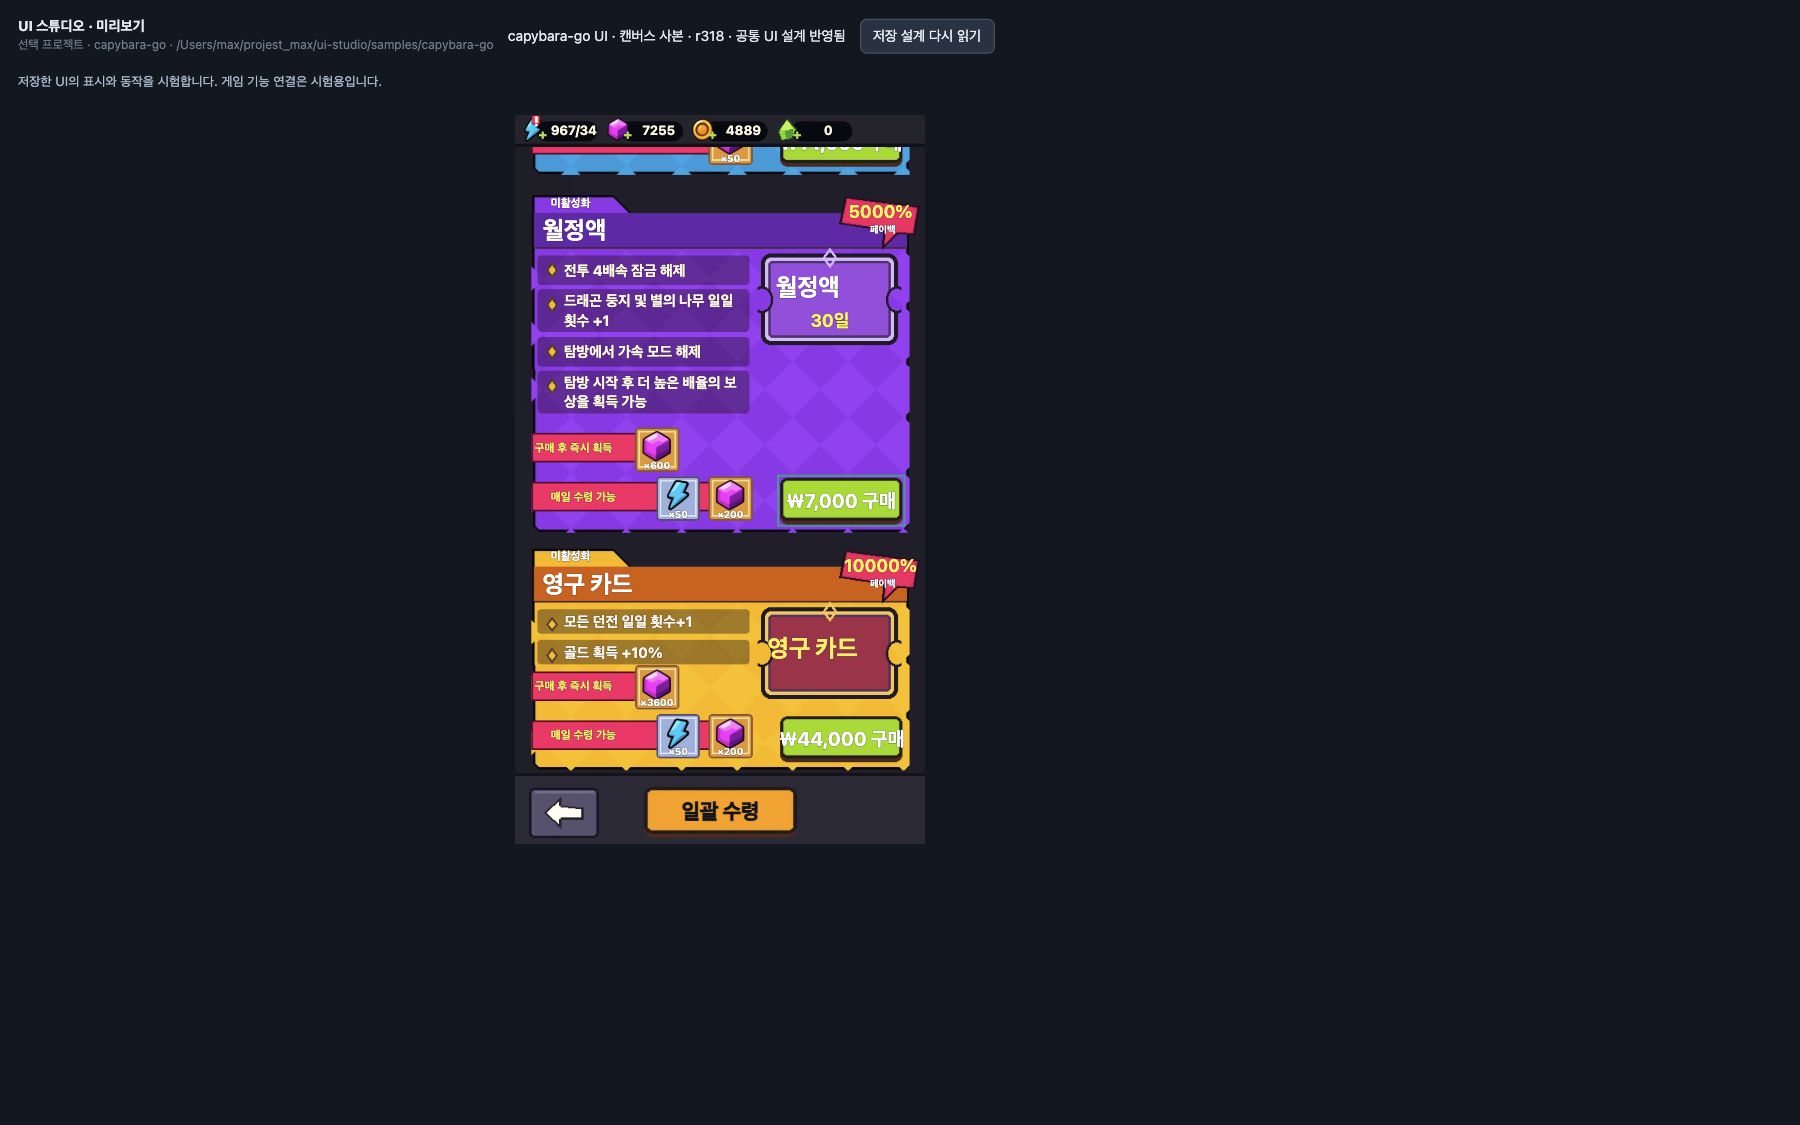 UI 스튜디오 · 미리보기
선택 프로젝트 · capybara-go · /Users/max/projest_max/ui-studio/samples/capybara-go
capybara-go UI · 캔버스 사본 · r318 · 공통 UI 설계 반영됨
저장 설계 다시 읽기
저장한 UI의 표시와 동작을 시험합니다. 게임 기능 연결은 시험용입니다.
967/34
7255
4889
0
×50
미활성화
월정액
5000%
페이백
전투 4배속 잠금 해제
드래곤 둥지 및 별의 나무 일일
횟수 +1
탐방에서 가속 모드 해제
탐방 시작 후 더 높은 배율의 보
상을 획득 가능
월정액
30일
구매 후 즉시 획득
×600
매일 수령 가능
×50
×200
₩7,000 구매
미활성화
영구 카드
10000%
페이백
모든 던전 일일 횟수+1
골드 획득 +10%
영구 카드
구매 후 즉시 획득
×3600
매일 수령 가능
×50
×200
₩44,000 구매
일괄 수령